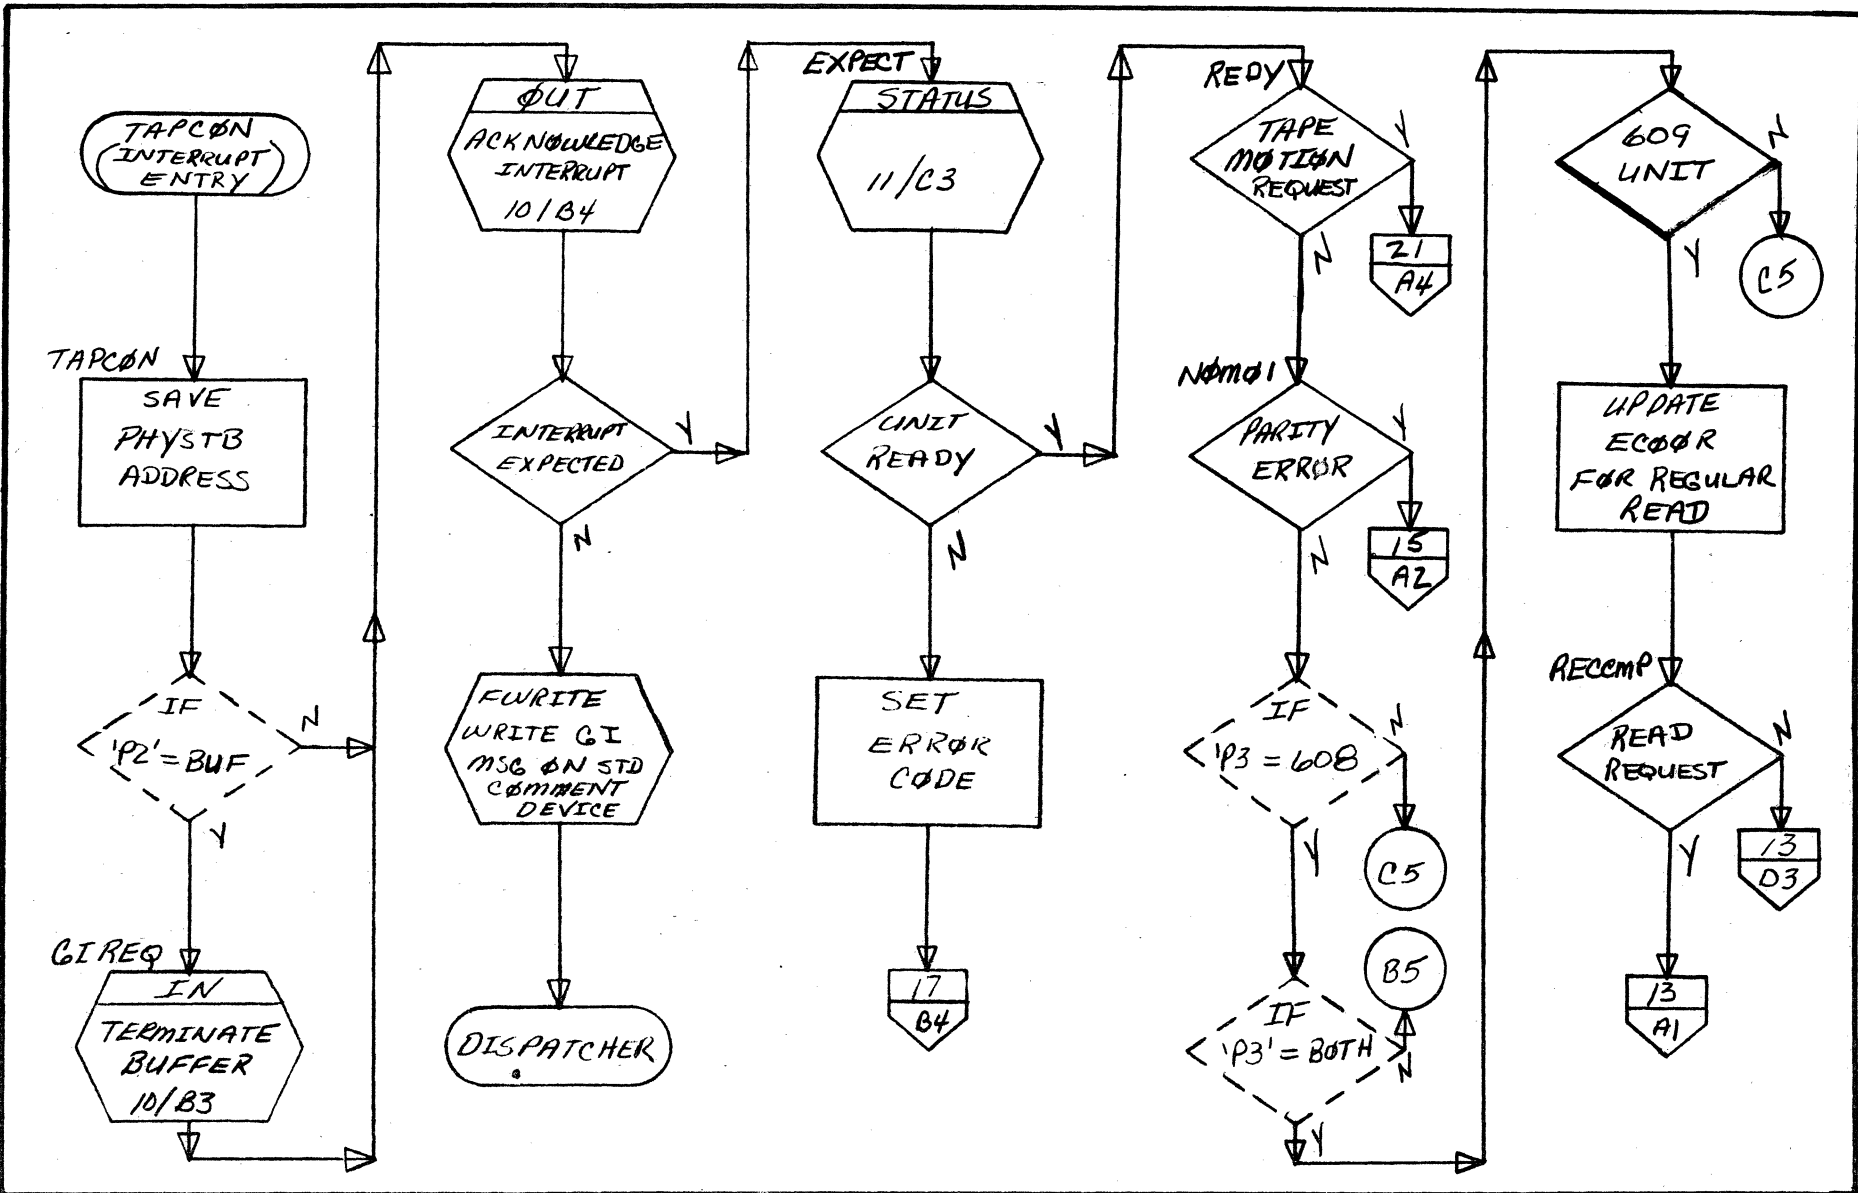 TAPCØN
(INTERRUPT)
ENTRY
TAPCØN
SAVE
PHYSTB
ADDRESS
IF
'P2'=BUF
N
Y
GIREQ
IN
TERMINATE
BUFFER
10/B3
ØUT
ACKNØWLEDGE
INTERRUPT
10/B4
INTERRUPT
EXPECTED
Y
N
FWRITE
WRITE GI
MSG ØN STD
CØMMENT
DEVICE
DISPATCHER
EXPECT
STATUS
11/C3
UNIT
READY
Y
N
SET
ERRØR
CØDE
17
B4
REDY
TAPE
MØTIØN
REQUEST
Y
N
21
A4
NØMØ1
PARITY
ERRØR
Y
N
15
A2
IF
'P3 = 608
N
Y
C5
B5
IF
'P3' = BØTH
N
Y
609
UNIT
N
Y
C5
UPDATE
ECØØR
FØR REGULAR
READ
RECCMP
READ
REQUEST
N
Y
13
D3
13
A1